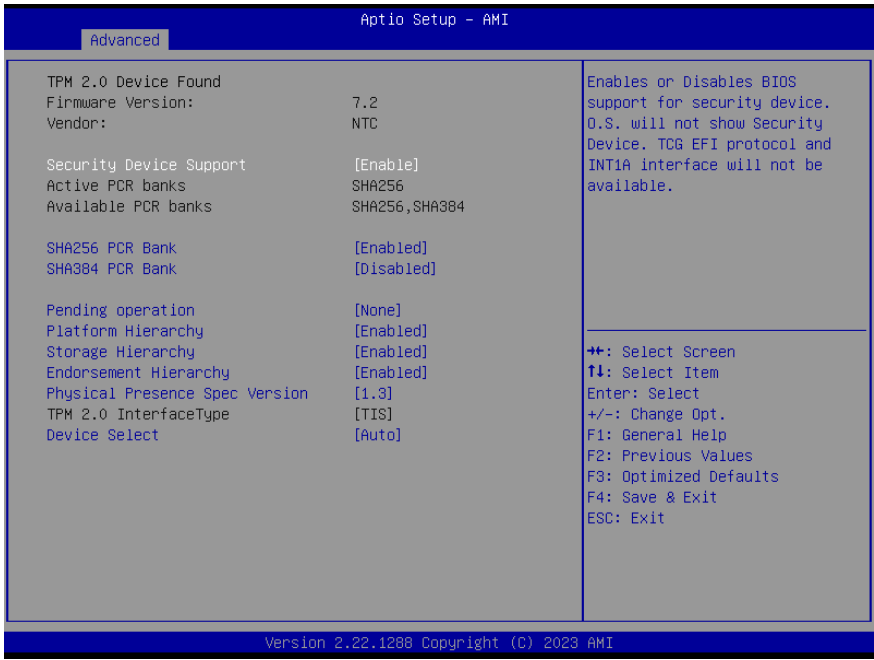 Aptio Setup – AMI
Advanced
TPM 2.0 Device Found
Firmware Version: 7.2
Vendor: NTC
Security Device Support [Enable]
Active PCR banks SHA256
Available PCR banks SHA256,SHA384
SHA256 PCR Bank [Enabled]
SHA384 PCR Bank [Disabled]
Pending operation [None]
Platform Hierarchy [Enabled]
Storage Hierarchy [Enabled]
Endorsement Hierarchy [Enabled]
Physical Presence Spec Version [1.3]
TPM 2.0 InterfaceType [TIS]
Device Select [Auto]
Enables or Disables BIOS
support for security device.
O.S. will not show Security
Device. TCG EFI protocol and
INT1A interface will not be
available.
→←: Select Screen
↑↓: Select Item
Enter: Select
+/-: Change Opt.
F1: General Help
F2: Previous Values
F3: Optimized Defaults
F4: Save & Exit
ESC: Exit
Version 2.22.1288 Copyright (C) 2023 AMI